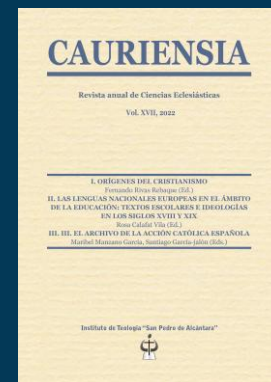 CAURIENSIA
Revista anual de Ciencias Eclesiásticas
Vol. XVII, 2022
I. ORÍGENES DEL CRISTIANISMO
Fernando Rivas Rebaque (Ed.)
II. LAS LENGUAS NACIONALES EUROPEAS EN EL ÁMBITO
DE LA EDUCACIÓN: TEXTOS ESCOLARES E IDEOLOGÍAS
EN LOS SIGLOS XVIII Y XIX
Rosa Calafat Vila (Ed.)
III. III. EL ARCHIVO DE LA ACCIÓN CATÓLICA ESPAÑOLA
Maribel Manzano García, Santiago García-Jalón (Eds.)
Instituto de Teología "San Pedro de Alcántara"